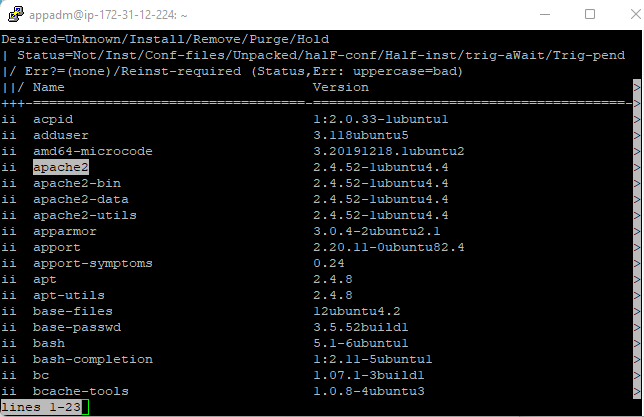 appadm@ip-172-31-12-224: ~
Desired=Unknown/Install/Remove/Purge/Hold
| Status=Not/Inst/Conf-files/Unpacked/halF-conf/Half-inst/trig-aWait/Trig-pend
|/ Err?=(none)/Reinst-required (Status,Err: uppercase=bad)
||/ Name                               Version                                 >
+++-==================================-========================================>
ii  acpid                              1:2.0.33-1ubuntu1                       >
ii  adduser                            3.118ubuntu5                            >
ii  amd64-microcode                    3.20191218.1ubuntu2                     >
ii  apache2                            2.4.52-1ubuntu4.4                       >
ii  apache2-bin                        2.4.52-1ubuntu4.4                       >
ii  apache2-data                       2.4.52-1ubuntu4.4                       >
ii  apache2-utils                      2.4.52-1ubuntu4.4                       >
ii  apparmor                           3.0.4-2ubuntu2.1                        >
ii  apport                             2.20.11-0ubuntu82.4                     >
ii  apport-symptoms                    0.24                                    >
ii  apt                                2.4.8                                   >
ii  apt-utils                          2.4.8                                   >
ii  base-files                         12ubuntu4.2                             >
ii  base-passwd                        3.5.52build1                            >
ii  bash                               5.1-6ubuntu1                            >
ii  bash-completion                    1:2.11-5ubuntu1                         >
ii  bc                                 1.07.1-3build1                          >
ii  bcache-tools                       1.0.8-4ubuntu3                          >
lines 1-23